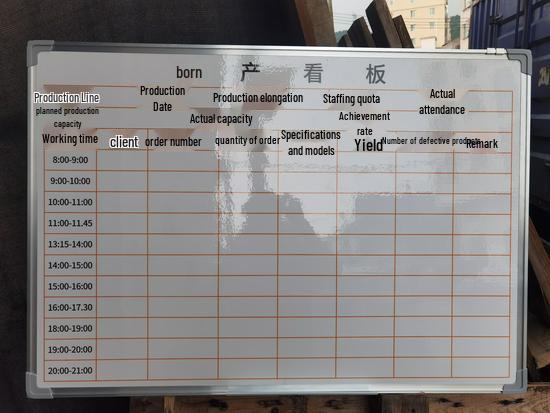 born 产 看 板
Production Line Production Date Production elongation Staffing quota Actual attendance
planned production capacity Actual capacity Achievement rate
Working time client order number quantity of order Specifications and models Yield Number of defective products Remark
8:00-9:00
9:00-10:00
10:00-11:00
11:00-11.45
13:15-14:00
14:00-15:00
15:00-16:00
16:00-17.30
18:00-19:00
19:00-20:00
20:00-21:00